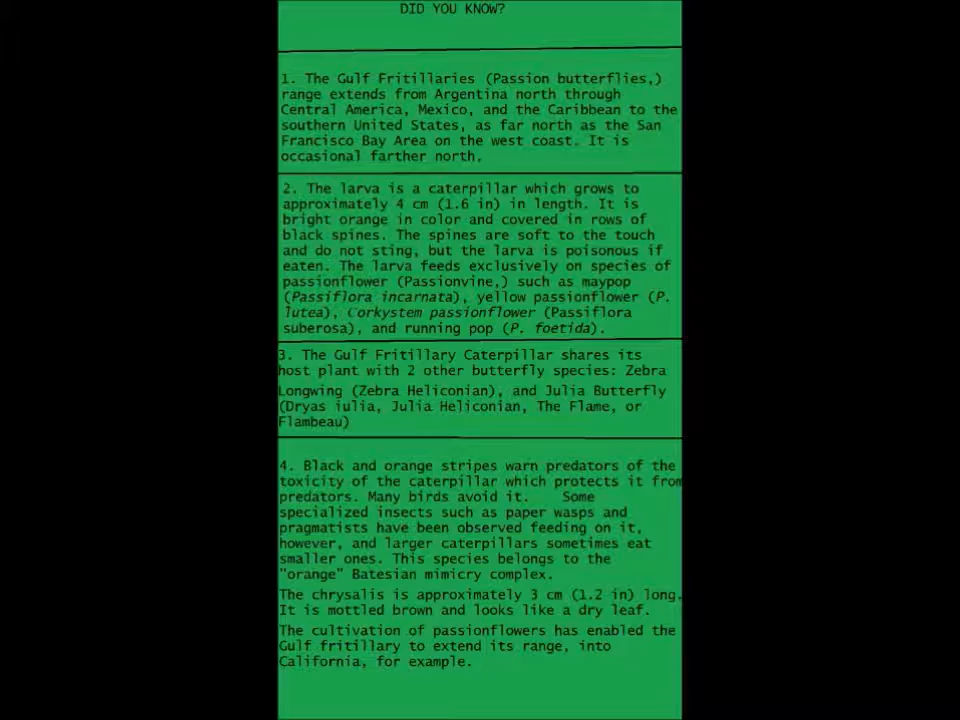 DID YOU KNOW?
1. The Gulf Fritillaries (Passion butterflies,)
range extends from Argentina north through
Central America, Mexico, and the Caribbean to the
southern United States, as far north as the San
Francisco Bay Area on the west coast. It is
occasional farther north.
2. The larva is a caterpillar which grows to
approximately 4 cm (1.6 in) in length. It is
bright orange in color and covered in rows of
black spines. The spines are soft to the touch
and do not sting, but the larva is poisonous if
eaten. The larva feeds exclusively on species of
passionflower (Passionvine,) such as maypop
(Passiflora incarnata), yellow passionflower (P.
lutea), Corkystem passionflower (Passiflora
suberosa), and running pop (P. foetida).
3. The Gulf Fritillary Caterpillar shares its
host plant with 2 other butterfly species: Zebra
Longwing (Zebra Heliconian), and Julia Butterfly
(Dryas iulia, Julia Heliconian, The Flame, or
Flambeau)
4. Black and orange stripes warn predators of the
toxicity of the caterpillar which protects it from
predators. Many birds avoid it. Some
specialized insects such as paper wasps and
pragmatists have been observed feeding on it,
however, and larger caterpillars sometimes eat
smaller ones. This species belongs to the
"orange" Batesian mimicry complex.
The chrysalis is approximately 3 cm (1.2 in) long.
It is mottled brown and looks like a dry leaf.
The cultivation of passionflowers has enabled the
Gulf fritillary to extend its range, into
California, for example.